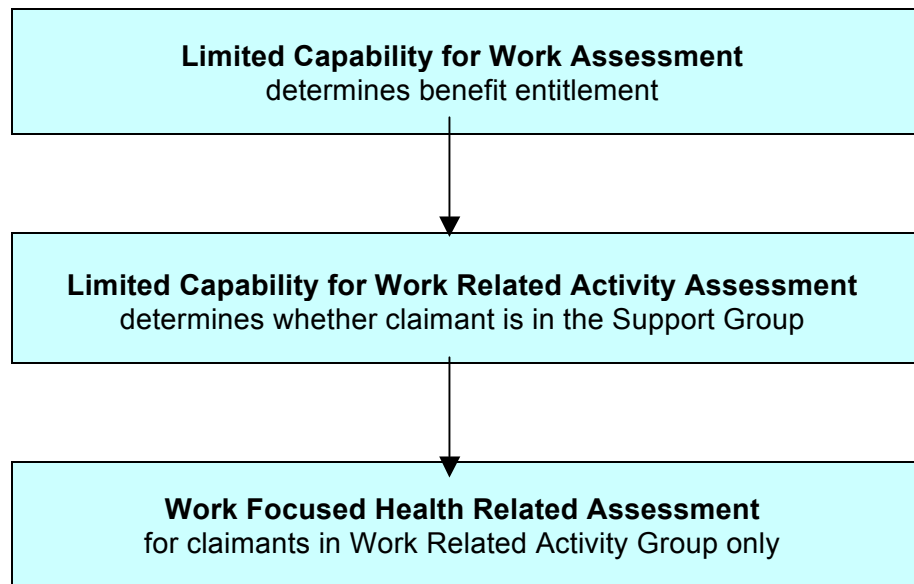 Limited Capability for Work Assessment
determines benefit entitlement
Limited Capability for Work Related Activity Assessment
determines whether claimant is in the Support Group
Work Focused Health Related Assessment
for claimants in Work Related Activity Group only